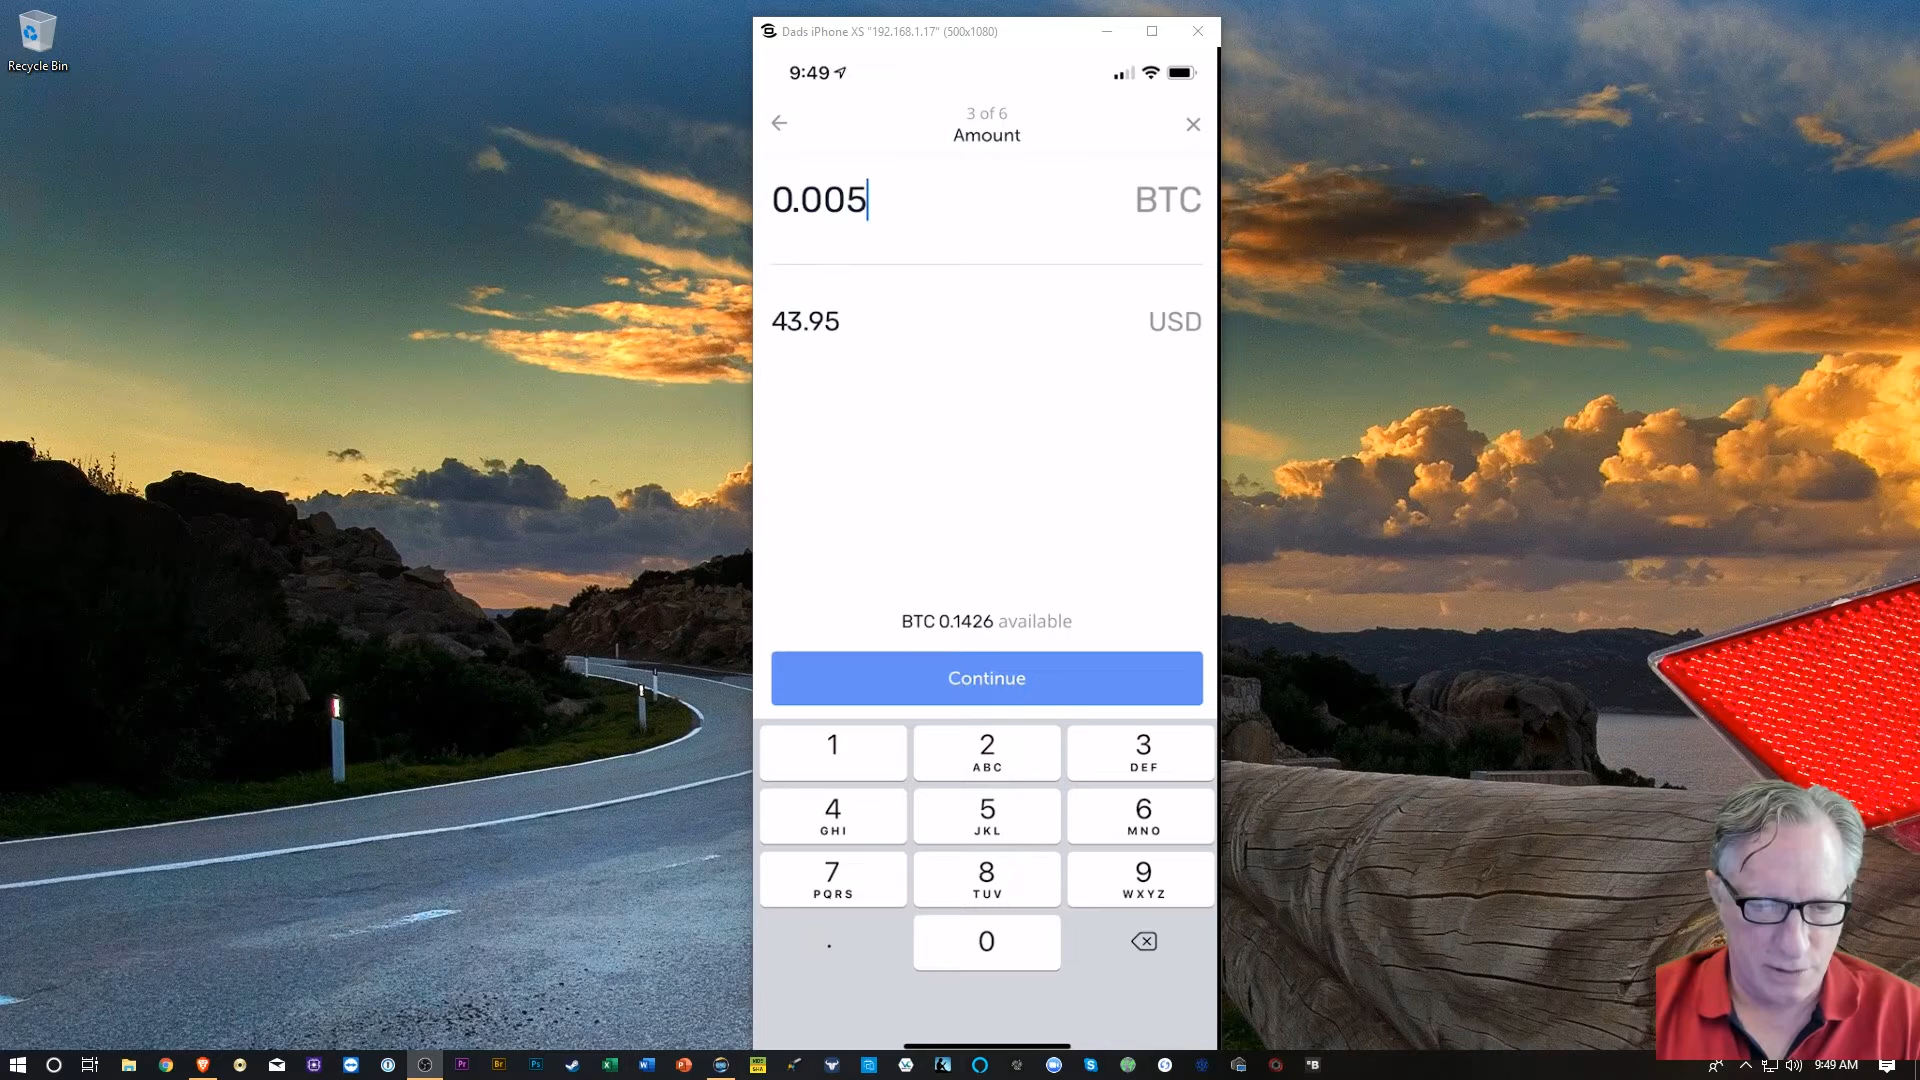 Recycle Bin
Dads iPhone XS "192.168.1.17" (500x1080)
9:49
3 of 6
Amount
0.005 BTC
43.95 USD
BTC 0.1426 available
Continue
1 2 3
ABC DEF
4 5 6
GHI JKL MNO
7 8 9
PQRS TUV WXYZ
. 0
9:49 AM